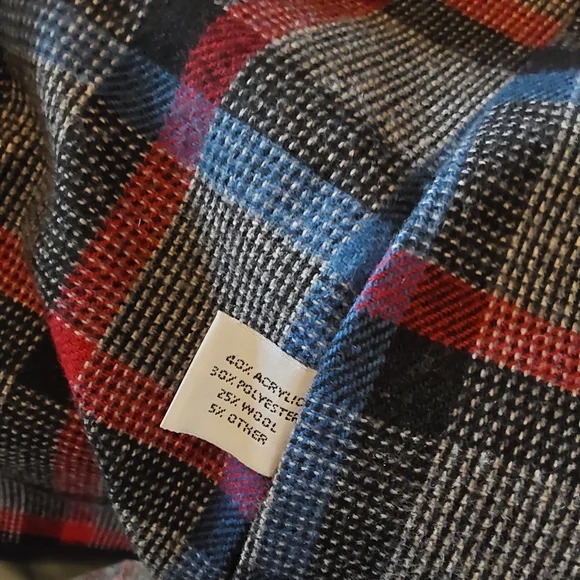 40% ACRYLIC
30% POLYESTER
25% WOOL
5% OTHER